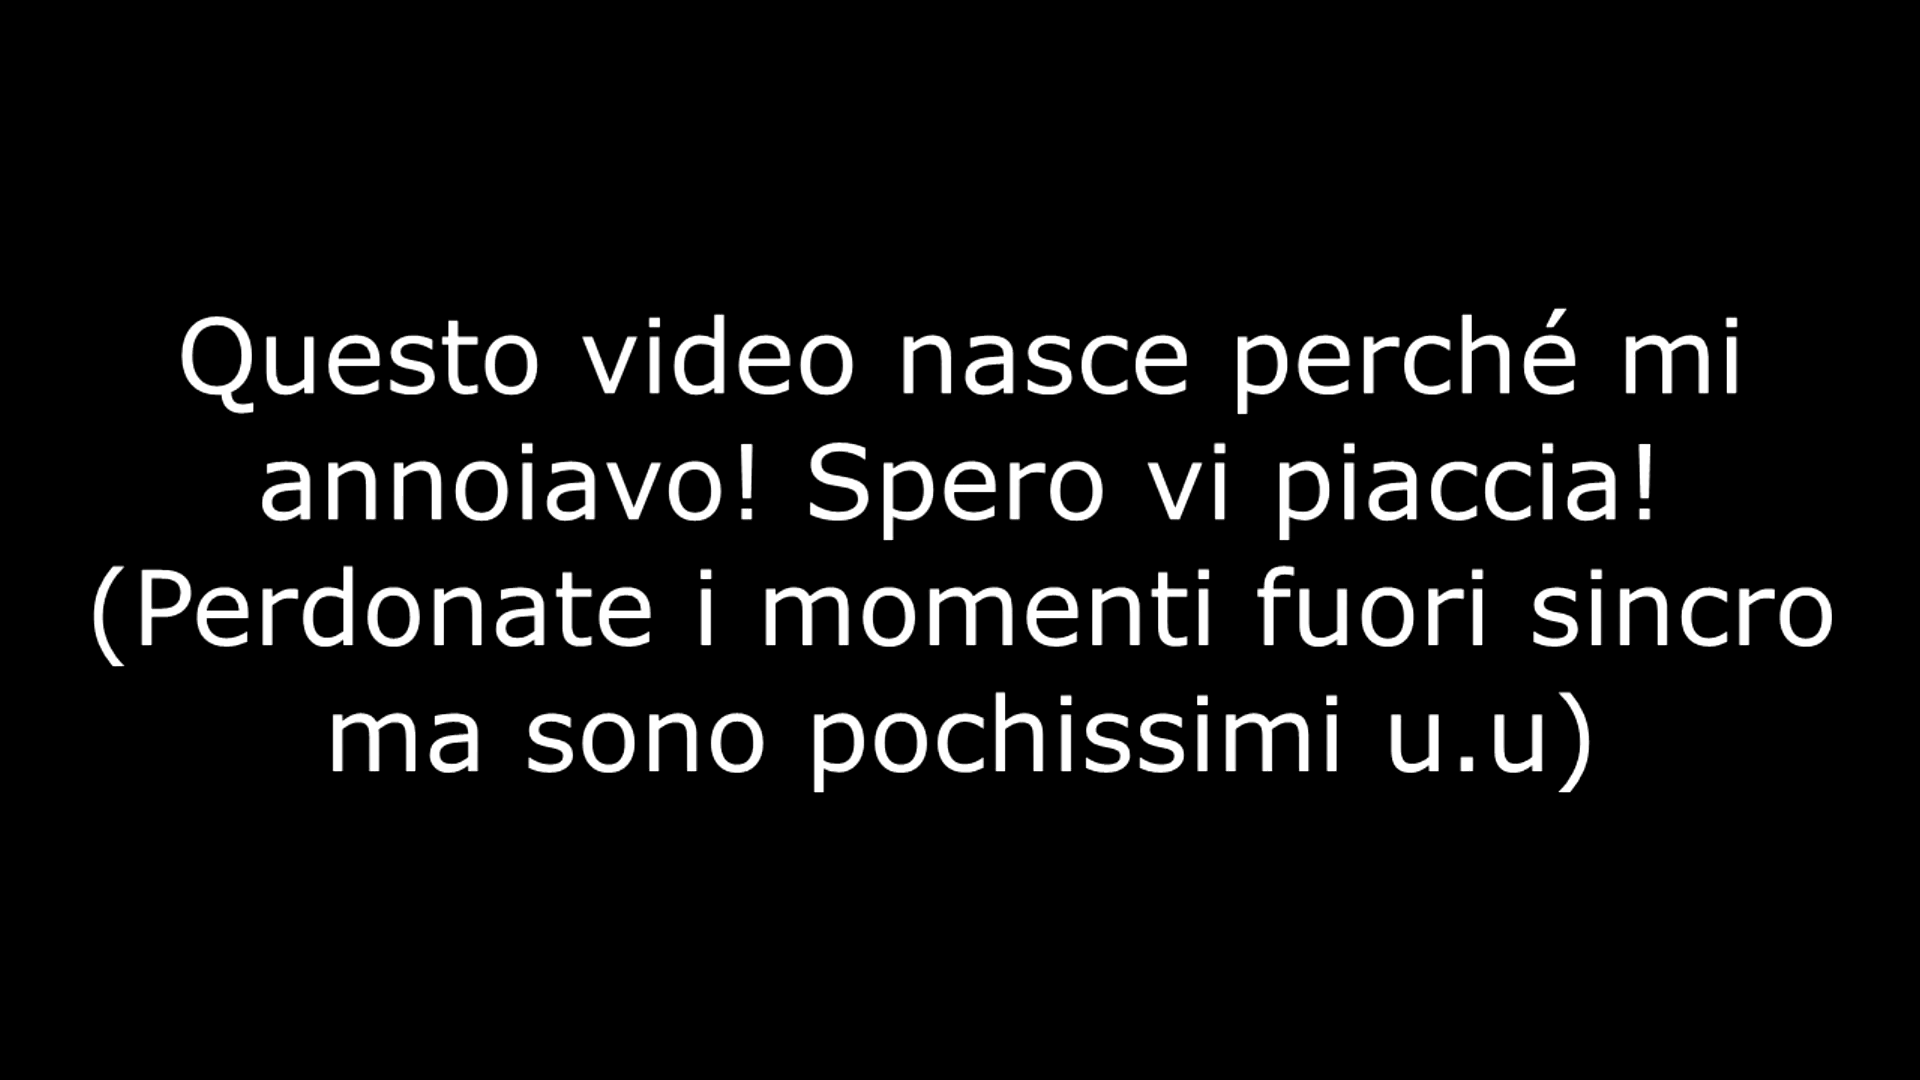 Questo video nasce perché mi
annoiavo! Spero vi piaccia!
(Perdonate i momenti fuori sincro
ma sono pochissimi u.u)